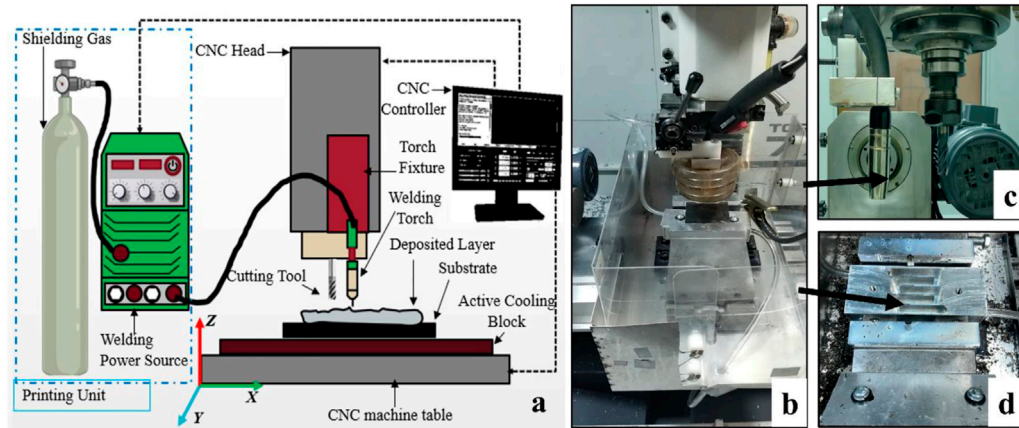 Shielding Gas
CNC Head
CNC
Controller
Torch
Fixture
Welding
Torch
Deposited Layer
Substrate
Cutting Tool
Active Cooling
Block
Welding
Power Source
Z
X
Y
Printing Unit
CNC machine table
a
b
c
d